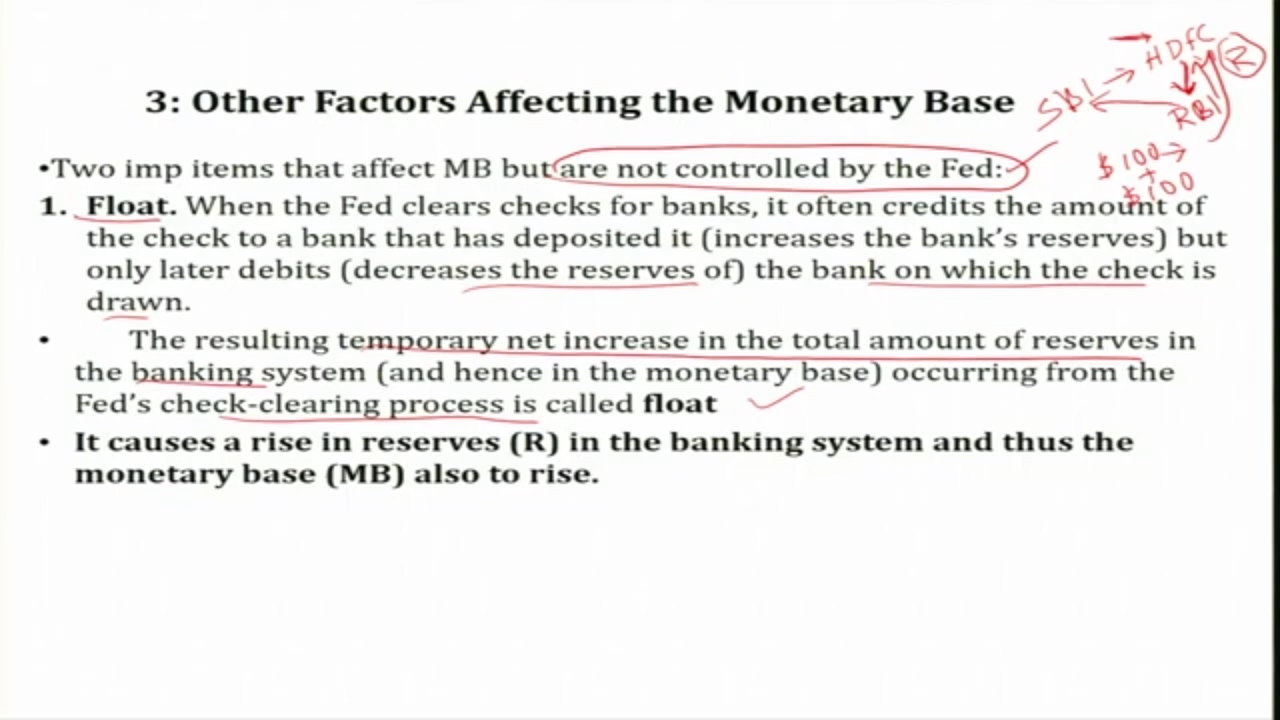 HDFC R
SBI → RBI
3: Other Factors Affecting the Monetary Base
•Two imp items that affect MB but are not controlled by the Fed:
$100 →
+
$100
1. Float. When the Fed clears checks for banks, it often credits the amount of
the check to a bank that has deposited it (increases the bank's reserves) but
only later debits (decreases the reserves of) the bank on which the check is
drawn.
• The resulting temporary net increase in the total amount of reserves in
the banking system (and hence in the monetary base) occurring from the
Fed's check-clearing process is called float
• It causes a rise in reserves (R) in the banking system and thus the
monetary base (MB) also to rise.